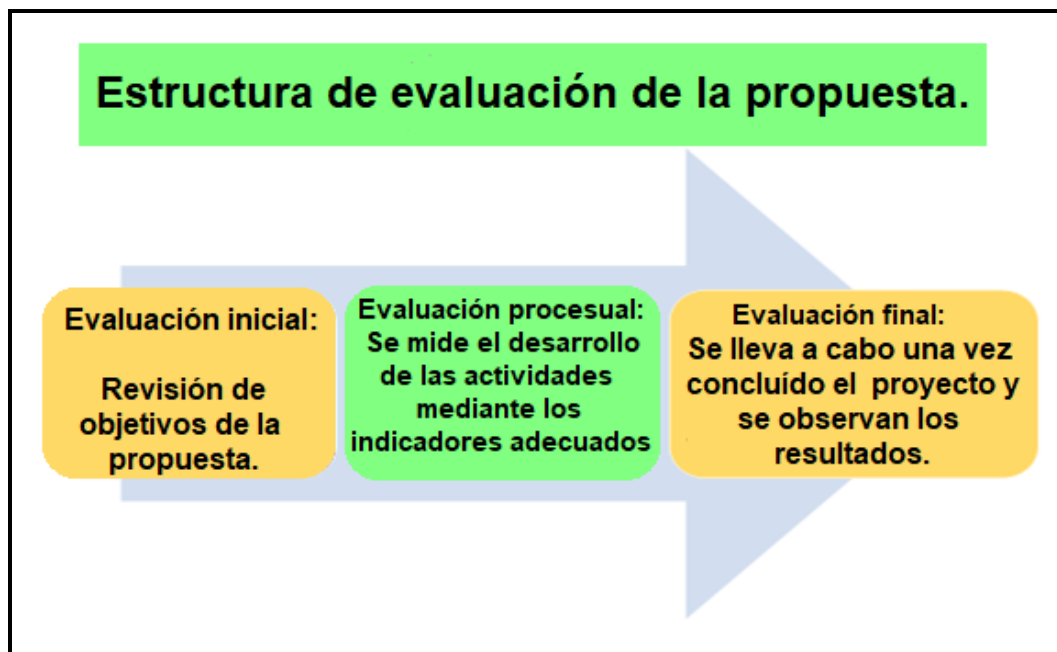 Estructura de evaluación de la propuesta.
Evaluación inicial:
Revisión de
objetivos de la
propuesta.
Evaluación procesual:
Se mide el desarrollo
de las actividades
mediante los
indicadores adecuados
Evaluación final:
Se lleva a cabo una vez
concluído el proyecto y
se observan los
resultados.